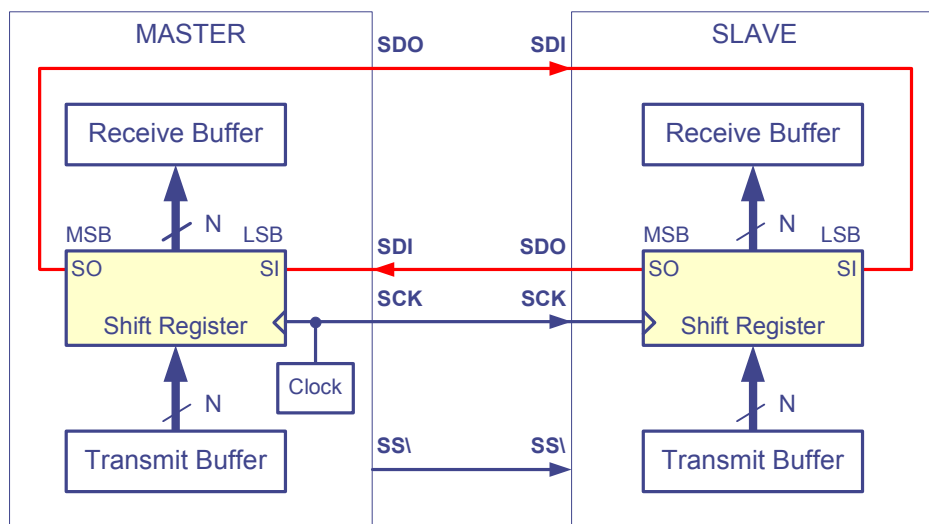 MASTER
SDO
SDI
SLAVE
Receive Buffer
Receive Buffer
N
N
MSB
LSB
SDI
SDO
MSB
LSB
SO
SI
SO
SI
SCK
SCK
Shift Register
Shift Register
Clock
N
N
SS\
SS\
Transmit Buffer
Transmit Buffer